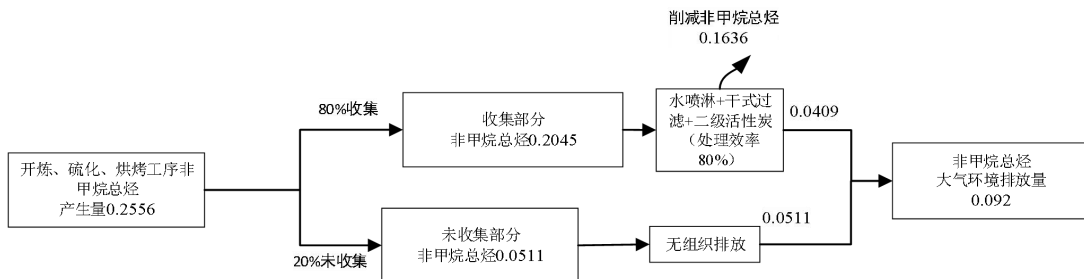 削减非甲烷总烃
0.1636
80%收集
收集部分
非甲烷总烃0.2045
水喷淋+干式过
滤+二级活性炭
（处理效率
80%）
0.0409
开炼、硫化、烘烤工序非
甲烷总烃
产生量0.2556
非甲烷总烃
大气环境排放量
0.092
20%未收集
未收集部分
非甲烷总烃0.0511
无组织排放
0.0511